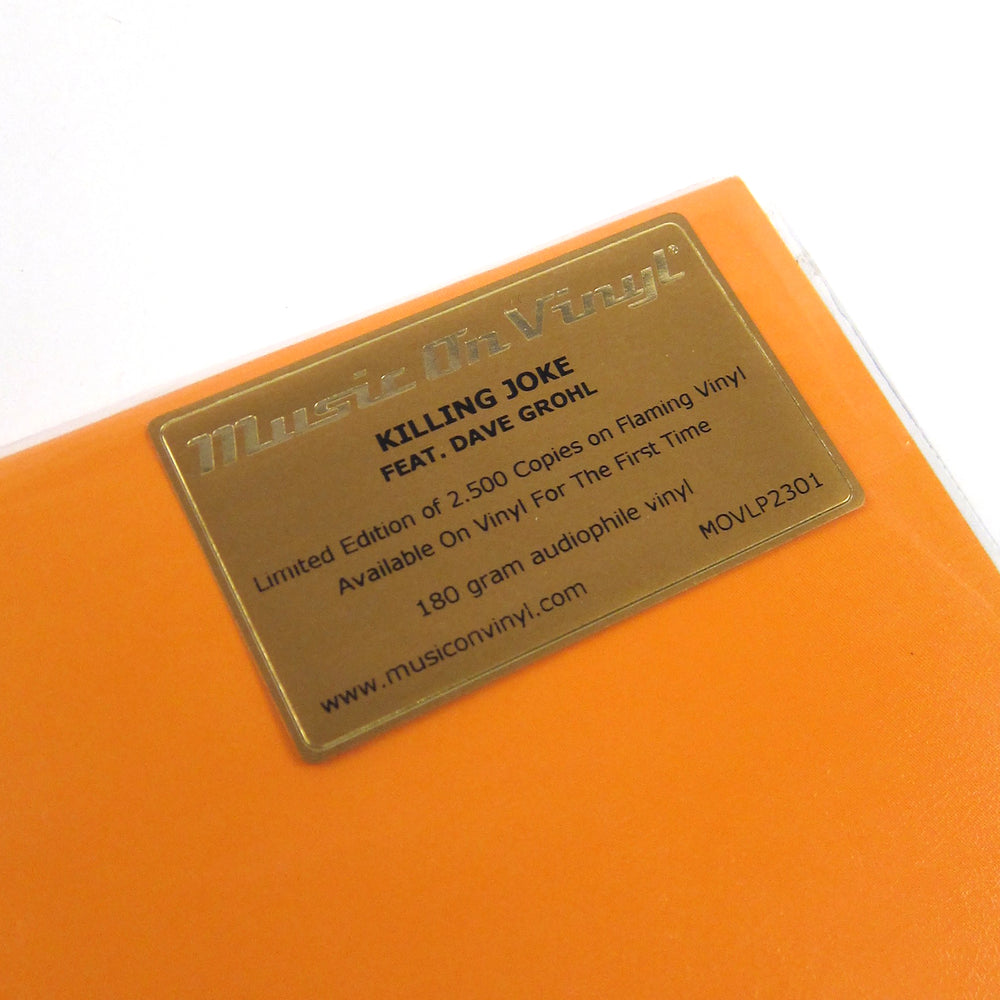 Music On Vinyl®
KILLING JOKE
FEAT. DAVE GROHL
Limited Edition of 2.500 Copies on Flaming Vinyl
Available On Vinyl For The First Time
180 gram audiophile vinyl
www.musiconvinyl.com
MOVLP2301